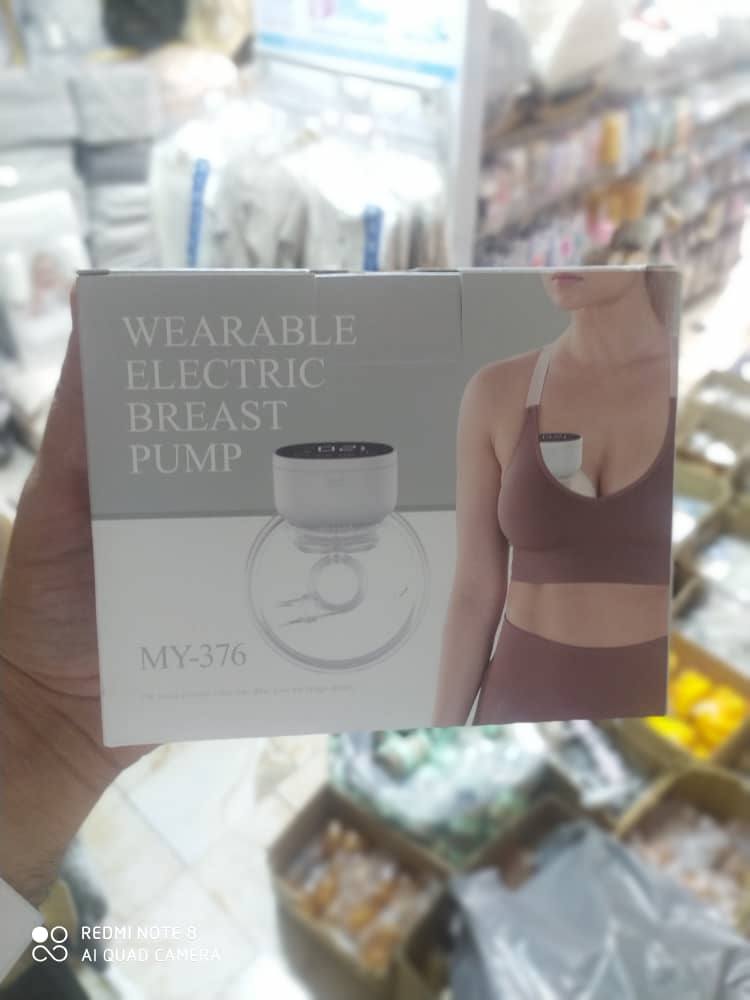 WEARABLE
ELECTRIC
BREAST
PUMP
MY-376
REDMI NOTE 8
AI QUAD CAMERA